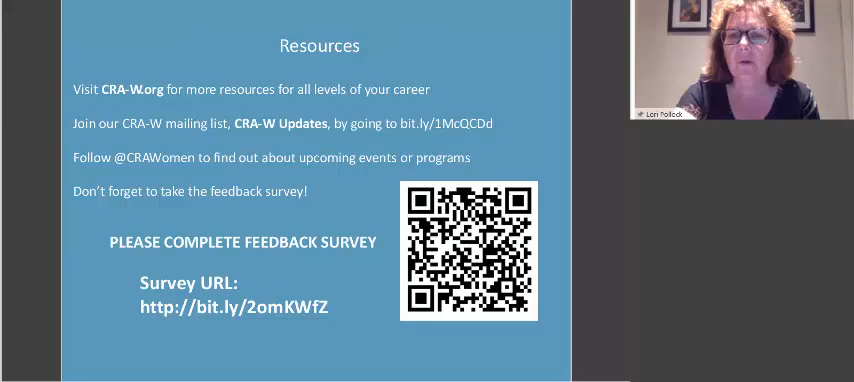 Resources
Visit CRA-W.org for more resources for all levels of your career
Join our CRA-W mailing list, CRA-W Updates, by going to bit.ly/1McQCDd
Follow @CRAWomen to find out about upcoming events or programs
Don't forget to take the feedback survey!
PLEASE COMPLETE FEEDBACK SURVEY
Survey URL:
http://bit.ly/2omKWfZ
Lori Pollock